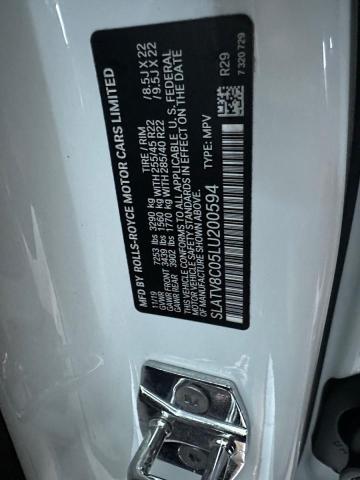 MFD BY ROLLS-ROYCE MOTOR CARS LIMITED
11/19 TIRE / RIM
GVWR 7253 lbs 3290 kg
GAWR FRONT 3439 lbs 1560 kg WITH 255/45 R22 /8.5J X 22
GAWR REAR 3902 lbs 1770 kg WITH 285/40 R22 /9.5J X 22
THIS VEHICLE CONFORMS TO ALL APPLICABLE U. S. FEDERAL
MOTOR VEHICLE SAFETY STANDARDS IN EFFECT ON THE DATE OF
MANUFACTURE SHOWN ABOVE.
SLATV8C05LU200594 TYPE: MPV
R29
7 320 729